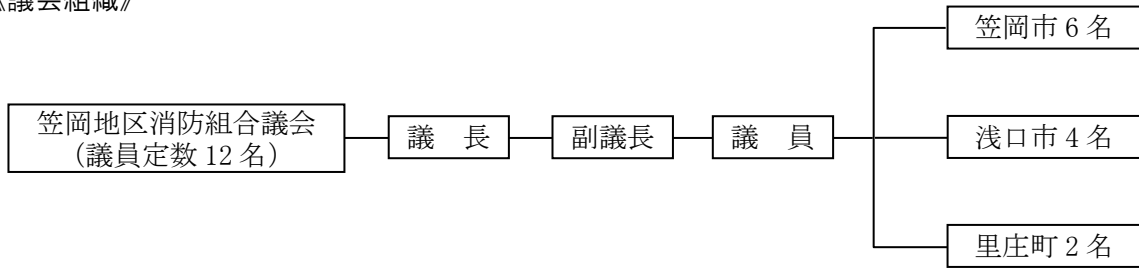 《議会組織》
笠岡市6名
笠岡地区消防組合議会
（議員定数12名）
議　長
副議長
議　員
浅口市4名
里庄町2名